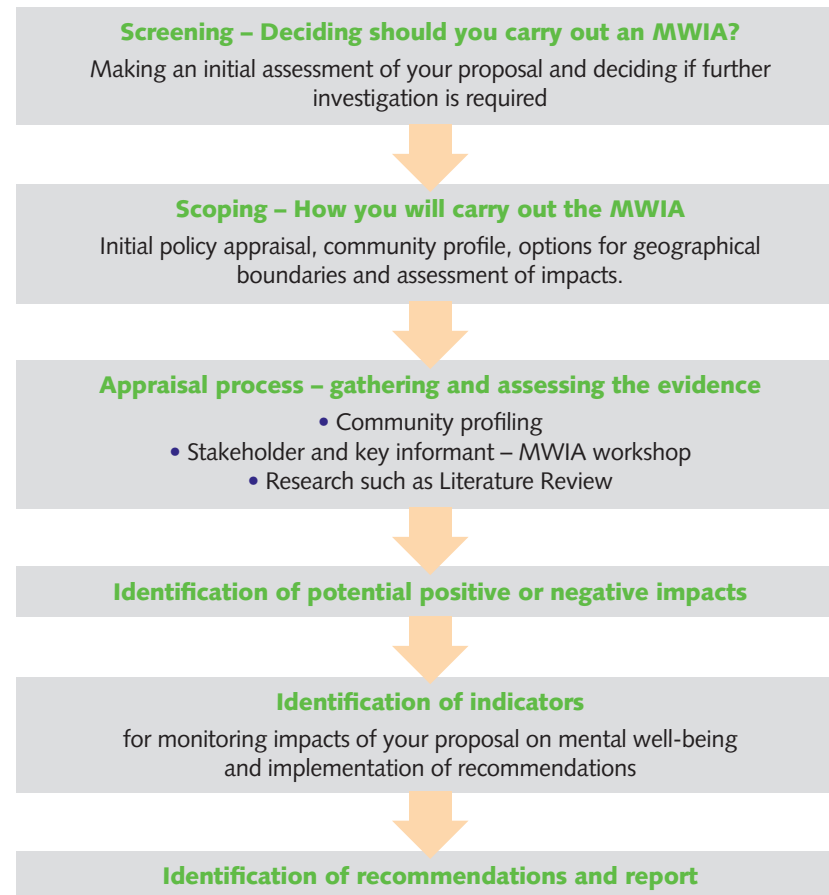 Screening – Deciding should you carry out an MWIA?
Making an initial assessment of your proposal and deciding if further
investigation is required
Scoping – How you will carry out the MWIA
Initial policy appraisal, community profile, options for geographical
boundaries and assessment of impacts.
Appraisal process – gathering and assessing the evidence
• Community profiling
• Stakeholder and key informant – MWIA workshop
• Research such as Literature Review
Identification of potential positive or negative impacts
Identification of indicators
for monitoring impacts of your proposal on mental well-being
and implementation of recommendations
Identification of recommendations and report